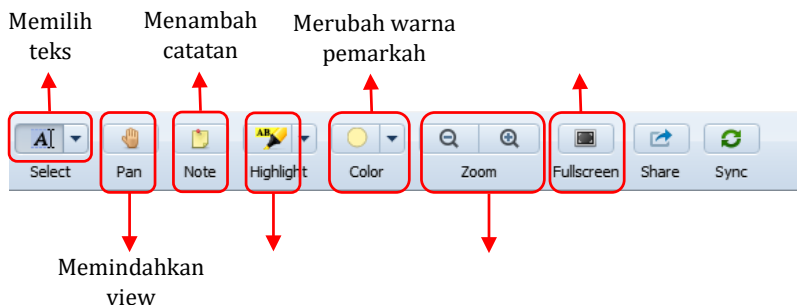 Memilih
teks
Menambah
catatan
Merubah warna
pemarkah
A
AB
Select
Pan
Note
Highlight
Color
Zoom
Fullscreen
Share
Sync
Memindahkan
view